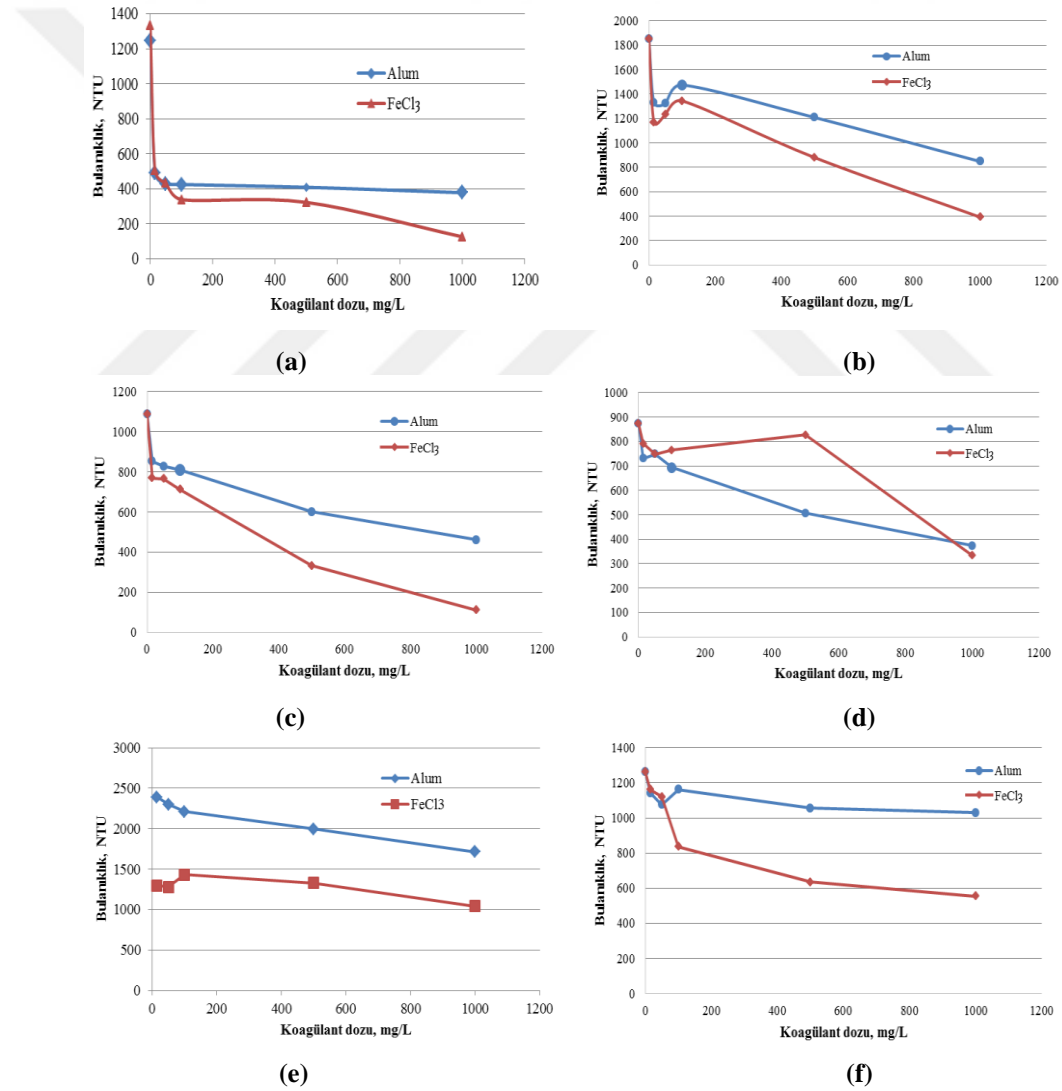 1400
1200
1000
800
600
400
200
0
Bulanıklık, NTU
Alum
FeCl3
0 200 400 600 800 1000 1200
Koagülant dozu, mg/L
(a)
2000
1800
1600
1400
1200
1000
800
600
400
200
0
Bulanıklık, NTU
Alum
FeCl3
0 200 400 600 800 1000 1200
Koagülant dozu, mg/L
(b)
1200
1000
800
600
400
200
0
Bulanıklık, NTU
Alum
FeCl3
0 200 400 600 800 1000 1200
Koagülant dozu, mg/L
(c)
1000
900
800
700
600
500
400
300
200
100
0
Bulanıklık, NTU
Alum
FeCl3
0 200 400 600 800 1000 1200
Koagülant dozu, mg/L
(d)
3000
2500
2000
1500
1000
500
0
Bulanıklık, NTU
Alum
FeCl3
0 200 400 600 800 1000 1200
Koagülant dozu, mg/L
(e)
1400
1200
1000
800
600
400
200
0
Bulanıklık, NTU
Alum
FeCl3
0 200 400 600 800 1000 1200
Koagülant dozu, mg/L
(f)